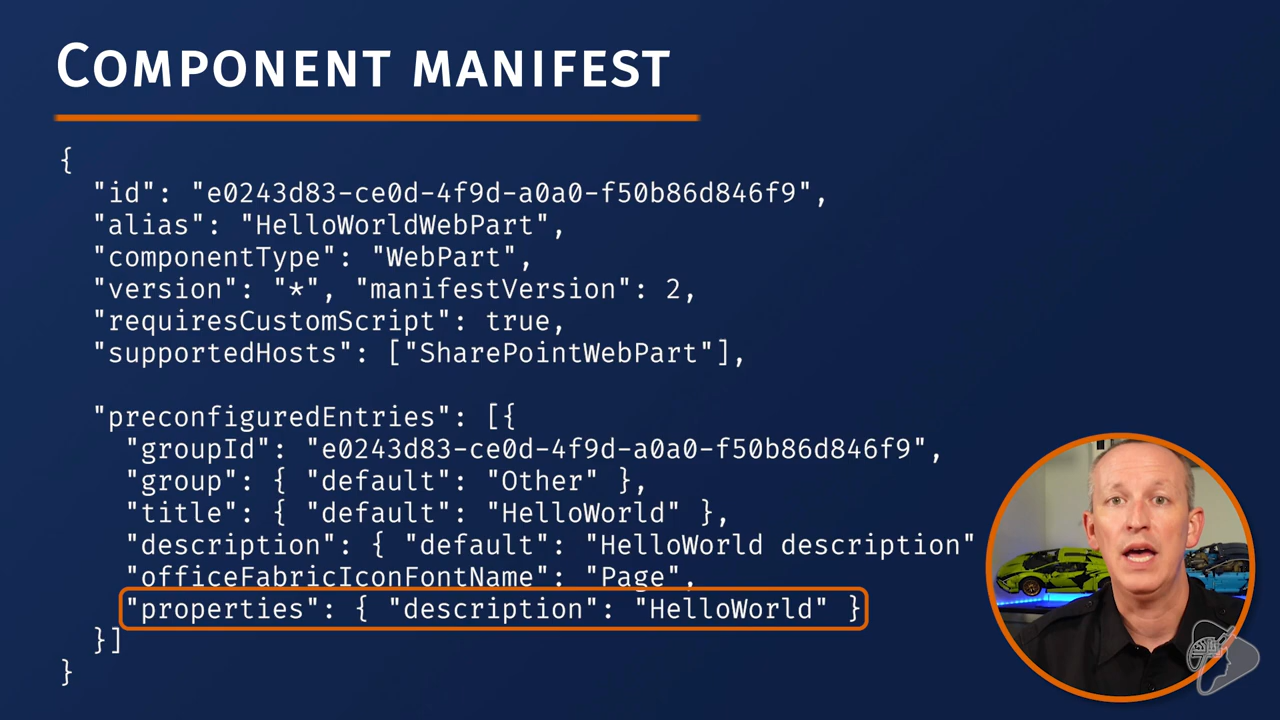 COMPONENT MANIFEST
{
"id": "e0243d83-ce0d-4f9d-a0a0-f50b86d846f9",
"alias": "HelloWorldWebPart",
"componentType": "WebPart",
"version": "*", "manifestVersion": 2,
"requiresCustomScript": true,
"supportedHosts": ["SharePointWebPart"],
"preconfiguredEntries": [{
"groupId": "e0243d83-ce0d-4f9d-a0a0-f50b86d846f9",
"group": { "default": "Other" },
"title": { "default": "HelloWorld" },
"description": { "default": "HelloWorld description"
"officeFabricIconFontName": "Page",
"properties": { "description": "HelloWorld" }
}]
}